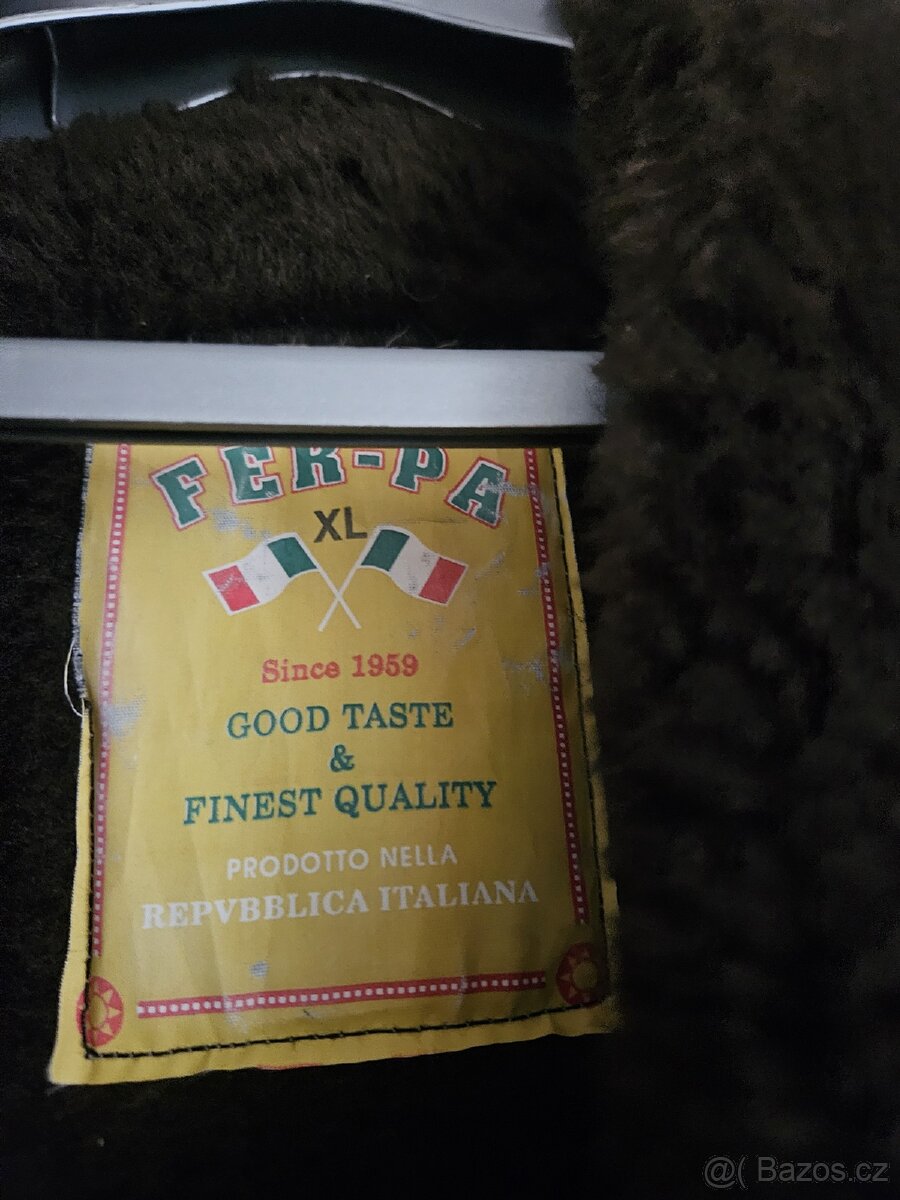 FER-PA
XL
Since 1959
GOOD TASTE
&
FINEST QUALITY
PRODOTTO NELLA
REPVBBLICA ITALIANA
@( Bazos.cz